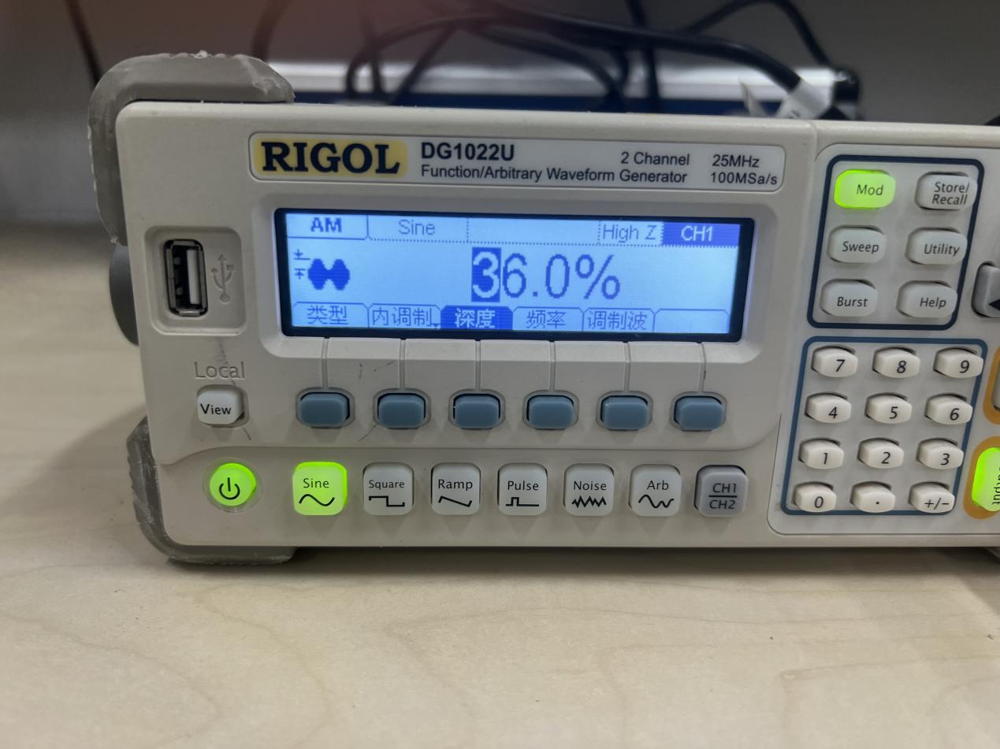 RIGOL
DG1022U
Function/Arbitrary Waveform Generator
2 Channel 25MHz
100MSa/s
AM Sine High Z CH1
36.0%
类型 内调制 深度 频率 调制波
Local
View
Sine Square Ramp Pulse Noise Arb CH1
CH2
Mod Store/
Recall
Sweep Utility
Burst Help
7 8 9
4 5 6
1 2 3
0 . +/−